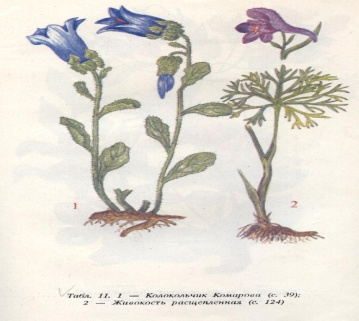 1
2
Табл. 11. 1 — Колокольчик Комарова (с. 39);
2 — Живокость расщепленная (с. 124)